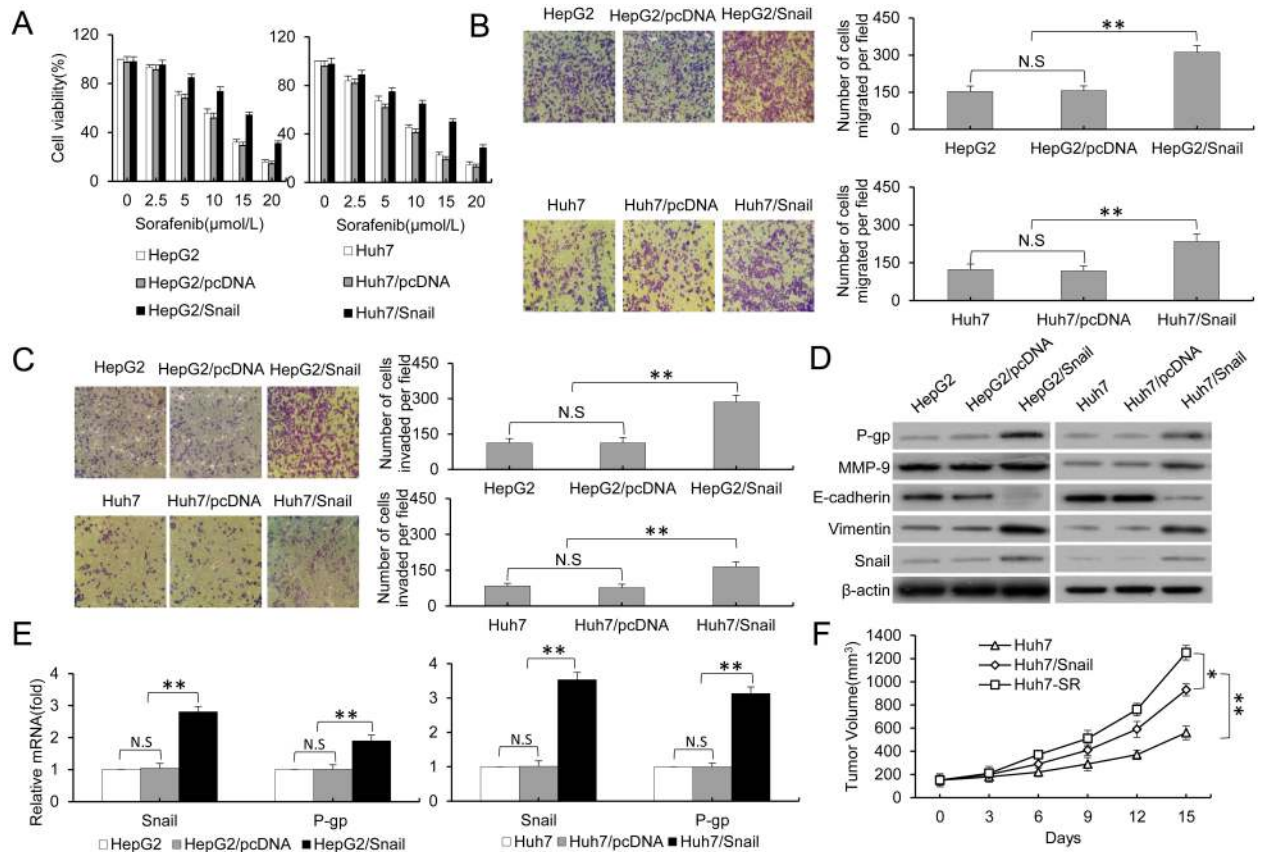 A
Cell viability(%)
120
80
40
0
0 2.5 5 10 15 20
Sorafenib(μmol/L)
HepG2
HepG2/pcDNA
HepG2/Snail
120
80
40
0
0 2.5 5 10 15 20
Sorafenib(μmol/L)
Huh7
Huh7/pcDNA
Huh7/Snail
B
HepG2 HepG2/pcDNA HepG2/Snail
Number of cells
migrated per field
450
300
150
0
N.S
**
HepG2 HepG2/pcDNA HepG2/Snail
Huh7 Huh7/pcDNA Huh7/Snail
Number of cells
migrated per field
450
300
150
0
N.S
**
Huh7 Huh7/pcDNA Huh7/Snail
C
HepG2 HepG2/pcDNA HepG2/Snail
Number of cells
invaded per field
450
300
150
0
N.S
**
HepG2 HepG2/pcDNA HepG2/Snail
Huh7 Huh7/pcDNA Huh7/Snail
Number of cells
invaded per field
450
300
150
0
N.S
**
Huh7 Huh7/pcDNA Huh7/Snail
D
HepG2 HepG2/pcDNA HepG2/Snail Huh7 Huh7/pcDNA Huh7/Snail
P-gp
MMP-9
E-cadherin
Vimentin
Snail
β-actin
E
Relative mRNA(fold)
4
3
2
1
0
N.S
**
N.S
**
Snail P-gp
HepG2 HepG2/pcDNA HepG2/Snail
4
3
2
1
0
N.S
**
N.S
**
Snail P-gp
Huh7 Huh7/pcDNA Huh7/Snail
F
Tumor Volume(mm³)
1400
1200
1000
800
600
400
200
0
Huh7
Huh7/Snail
Huh7-SR
*
**
0 3 6 9 12 15
Days